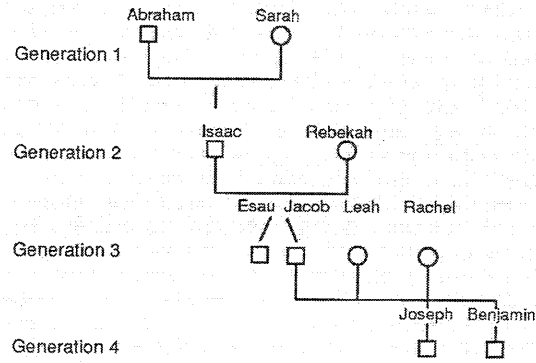 Abraham Sarah
Generation 1
Isaac Rebekah
Generation 2
Esau Jacob Leah Rachel
Generation 3
Joseph Benjamin
Generation 4